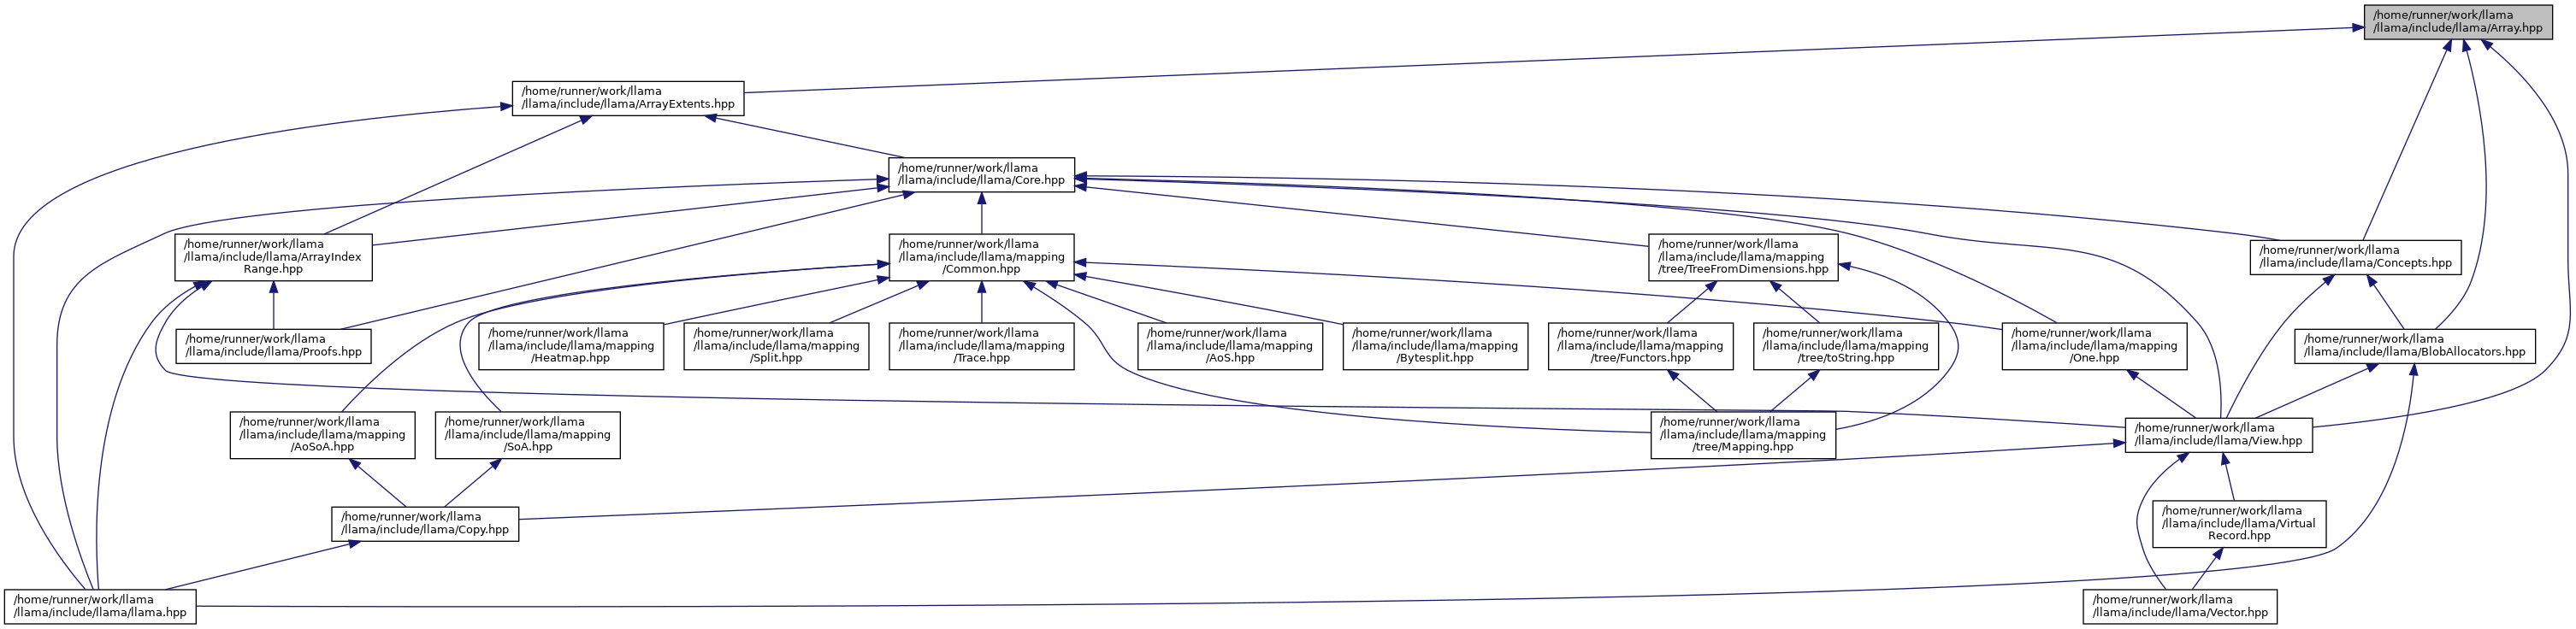 /home/runner/work/llama
/llama/include/llama/Array.hpp
/home/runner/work/llama
/llama/include/llama/ArrayExtents.hpp
/home/runner/work/llama
/llama/include/llama/Core.hpp
/home/runner/work/llama
/llama/include/llama/ArrayIndex
Range.hpp
/home/runner/work/llama
/llama/include/llama/mapping
/Common.hpp
/home/runner/work/llama
/llama/include/llama/mapping
/tree/TreeFromDimensions.hpp
/home/runner/work/llama
/llama/include/llama/Concepts.hpp
/home/runner/work/llama
/llama/include/llama/Proofs.hpp
/home/runner/work/llama
/llama/include/llama/mapping
/Heatmap.hpp
/home/runner/work/llama
/llama/include/llama/mapping
/Split.hpp
/home/runner/work/llama
/llama/include/llama/mapping
/Trace.hpp
/home/runner/work/llama
/llama/include/llama/mapping
/AoS.hpp
/home/runner/work/llama
/llama/include/llama/mapping
/Bytesplit.hpp
/home/runner/work/llama
/llama/include/llama/mapping
/tree/Functors.hpp
/home/runner/work/llama
/llama/include/llama/mapping
/tree/toString.hpp
/home/runner/work/llama
/llama/include/llama/mapping
/One.hpp
/home/runner/work/llama
/llama/include/llama/BlobAllocators.hpp
/home/runner/work/llama
/llama/include/llama/mapping
/AoSoA.hpp
/home/runner/work/llama
/llama/include/llama/mapping
/SoA.hpp
/home/runner/work/llama
/llama/include/llama/mapping
/tree/Mapping.hpp
/home/runner/work/llama
/llama/include/llama/View.hpp
/home/runner/work/llama
/llama/include/llama/Copy.hpp
/home/runner/work/llama
/llama/include/llama/Virtual
Record.hpp
/home/runner/work/llama
/llama/include/llama/llama.hpp
/home/runner/work/llama
/llama/include/llama/Vector.hpp